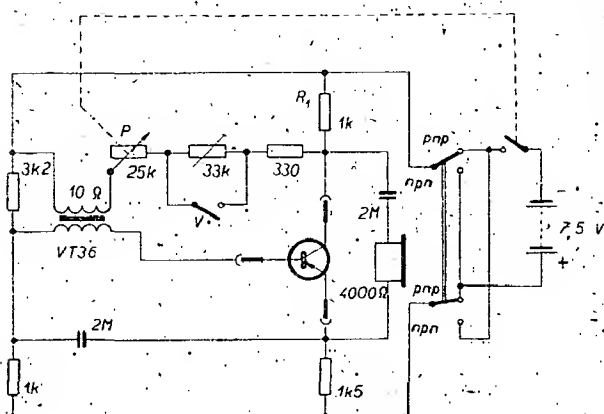 R1
1k
P
pnp
npn
3k2
25k
33k
330
10 Ω
V
2M
7,5 V
+
VT36
4000Ω
pnp
npn
2M
1k
1k5